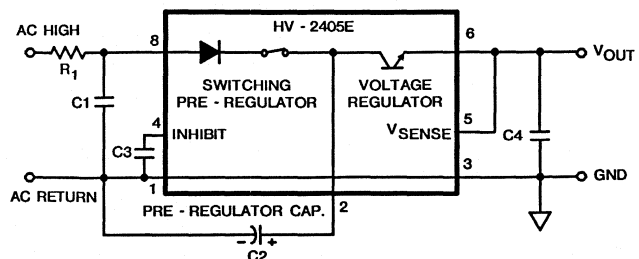 HV - 2405E
AC HIGH
R1
8
6
VOUT
SWITCHING
PRE - REGULATOR
VOLTAGE
REGULATOR
C1
4
INHIBIT
5
VSENSE
C4
C3
3
GND
AC RETURN
1
PRE - REGULATOR CAP.
2
- +
C2